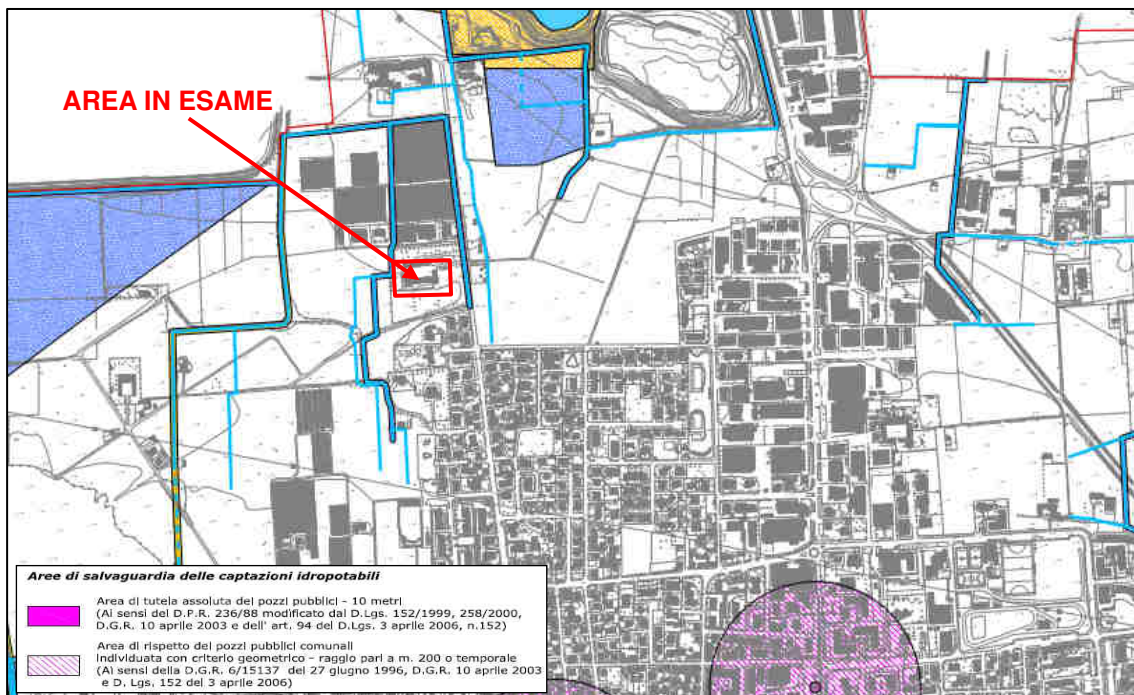 AREA IN ESAME
Aree di salvaguardia delle captazioni idropotabili
Area di tutela assoluta dei pozzi pubblici - 10 metri
(Ai sensi del D.P.R. 236/88 modificato dal D.Lgs. 152/1999, 258/2000,
D.G.R. 10 aprile 2003 e dell' art. 94 del D.Lgs. 3 aprile 2006, n.152)
Area di rispetto dei pozzi pubblici comunali
Individuata con criterio geometrico - raggio pari a m. 200 o temporale
(Ai sensi della D.G.R. 6/15137 del 27 giugno 1996, D.G.R. 10 aprile 2003
e D. Lgs. 152 del 3 aprile 2006)